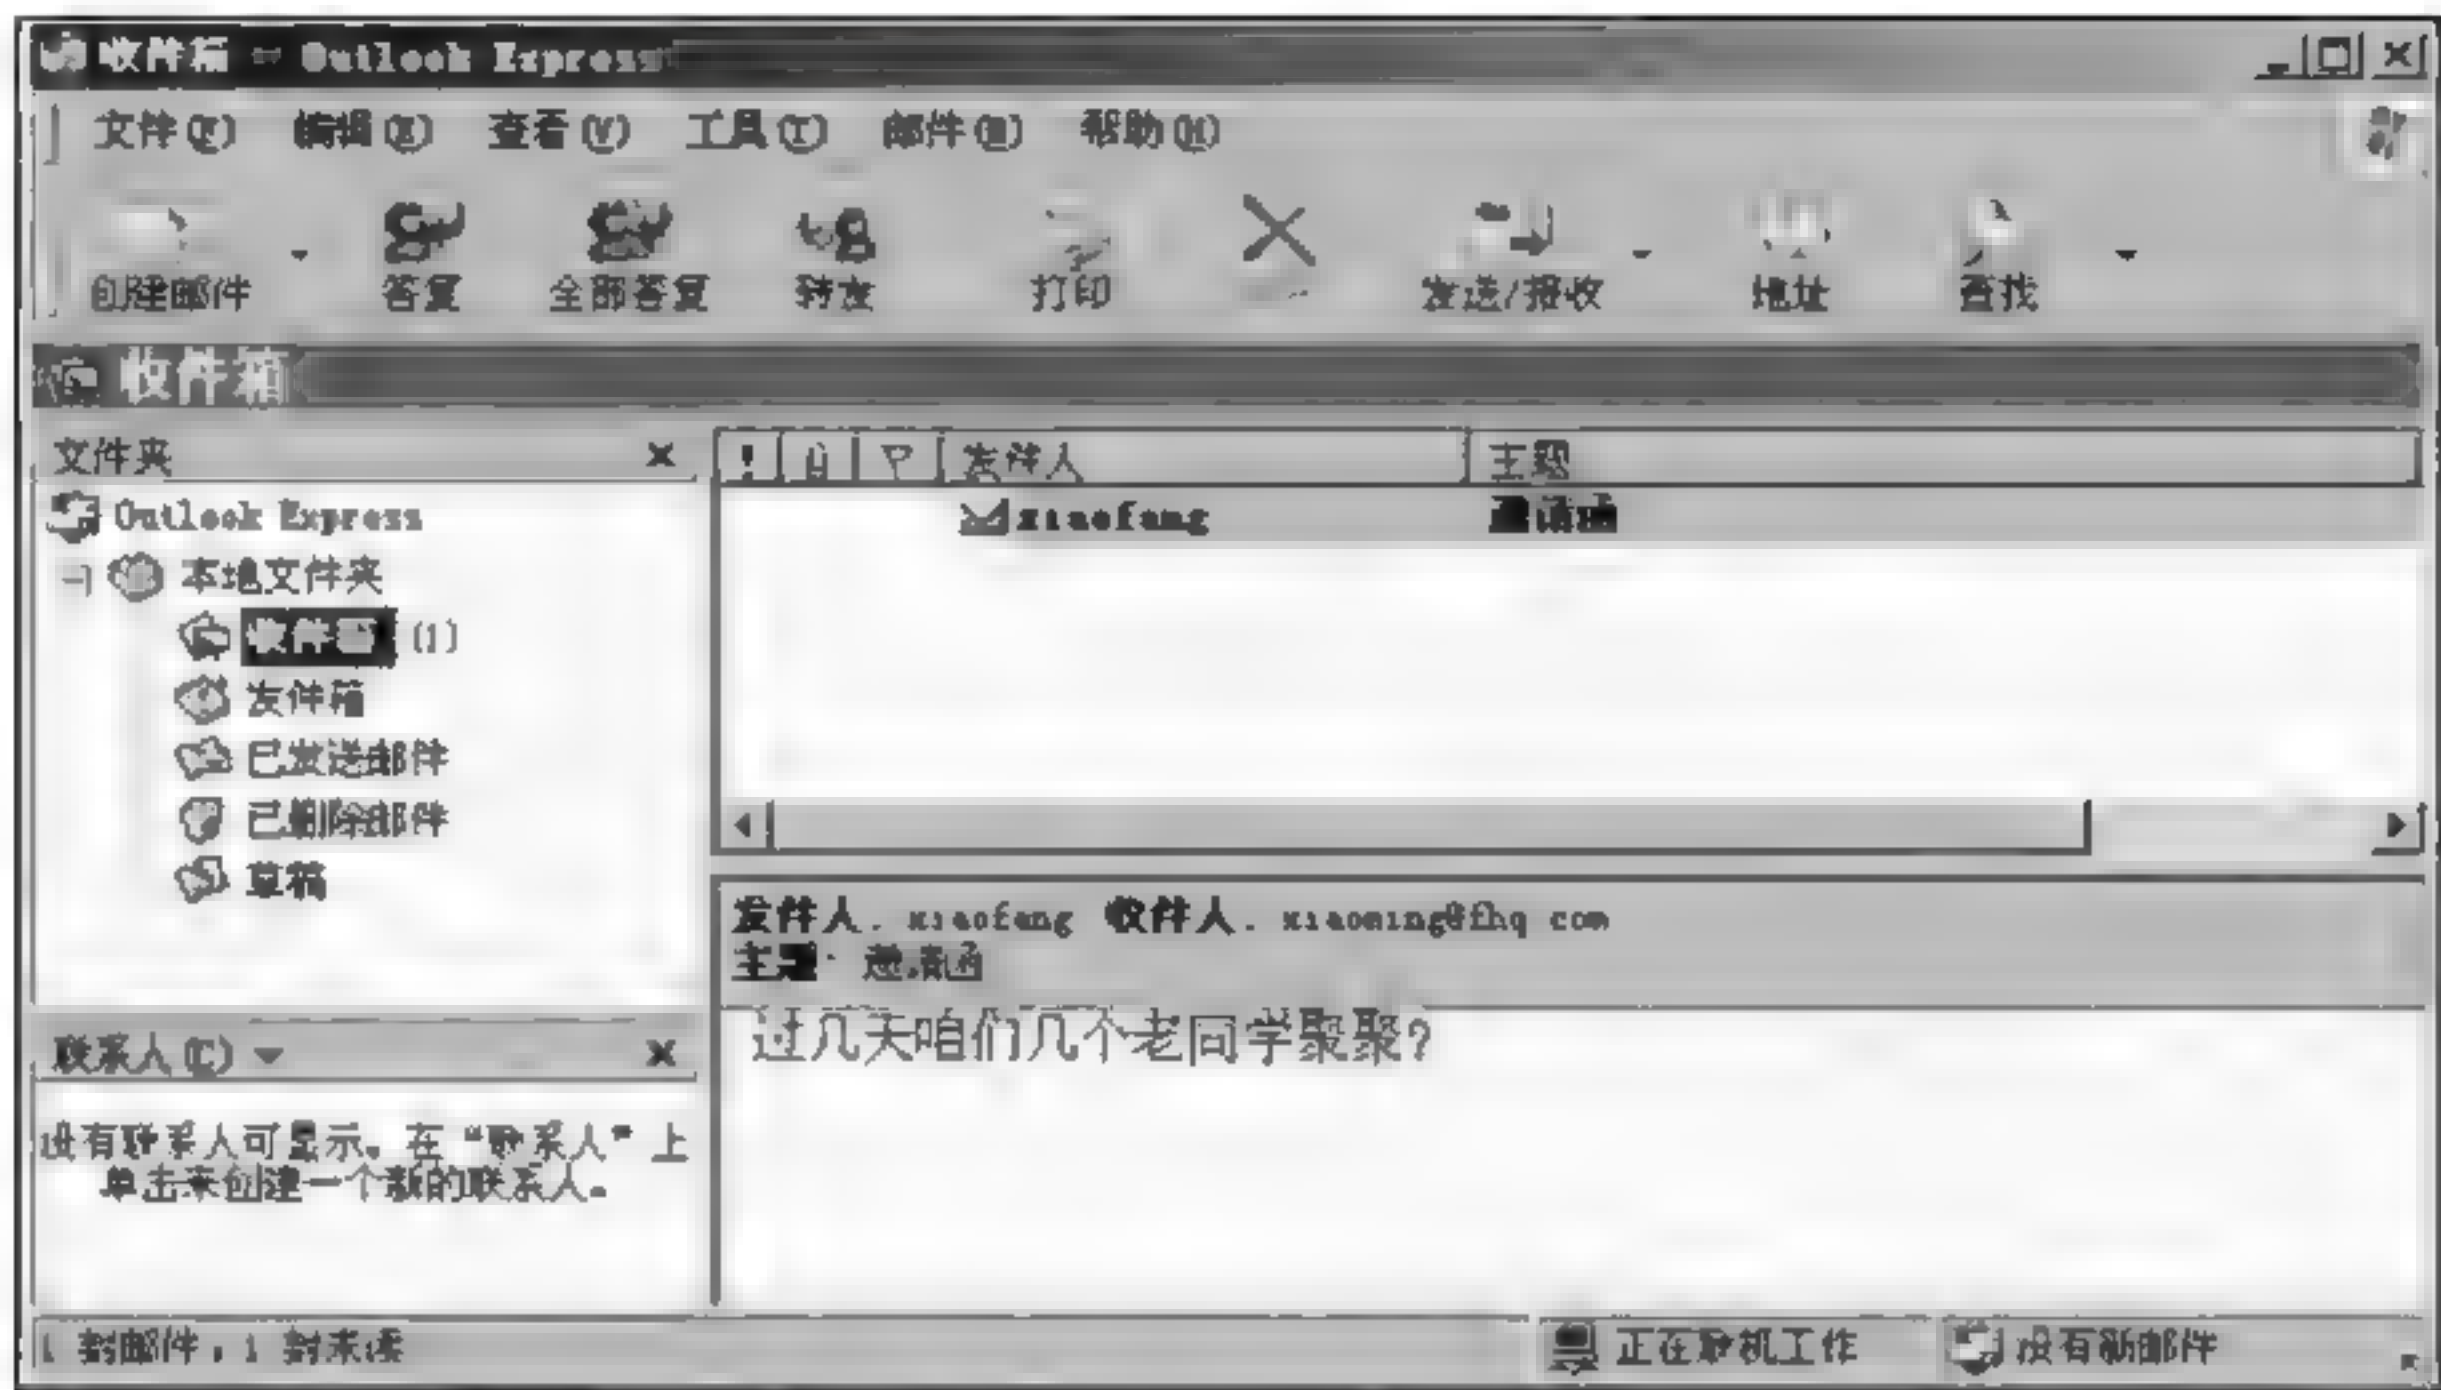 收件箱 - Outlook Express
文件(F) 编辑(E) 查看(V) 工具(T) 邮件(M) 帮助(H)
创建邮件 答复 全部答复 转发 打印 发送/接收 地址 查找
收件箱
文件夹
Outlook Express
本地文件夹
收件箱 (1)
发件箱
已发送邮件
已删除邮件
草稿
联系人(C)
没有联系人可显示。在“联系人”上
单击来创建一个新的联系人。
! 发件人 主题
xiaofang 邀请函
发件人: xiaofang 收件人: xiaoming@fhq com
主题: 邀请函
过几天咱们几个老同学聚聚?
1 封邮件, 1 封未读 正在联机工作 没有新邮件